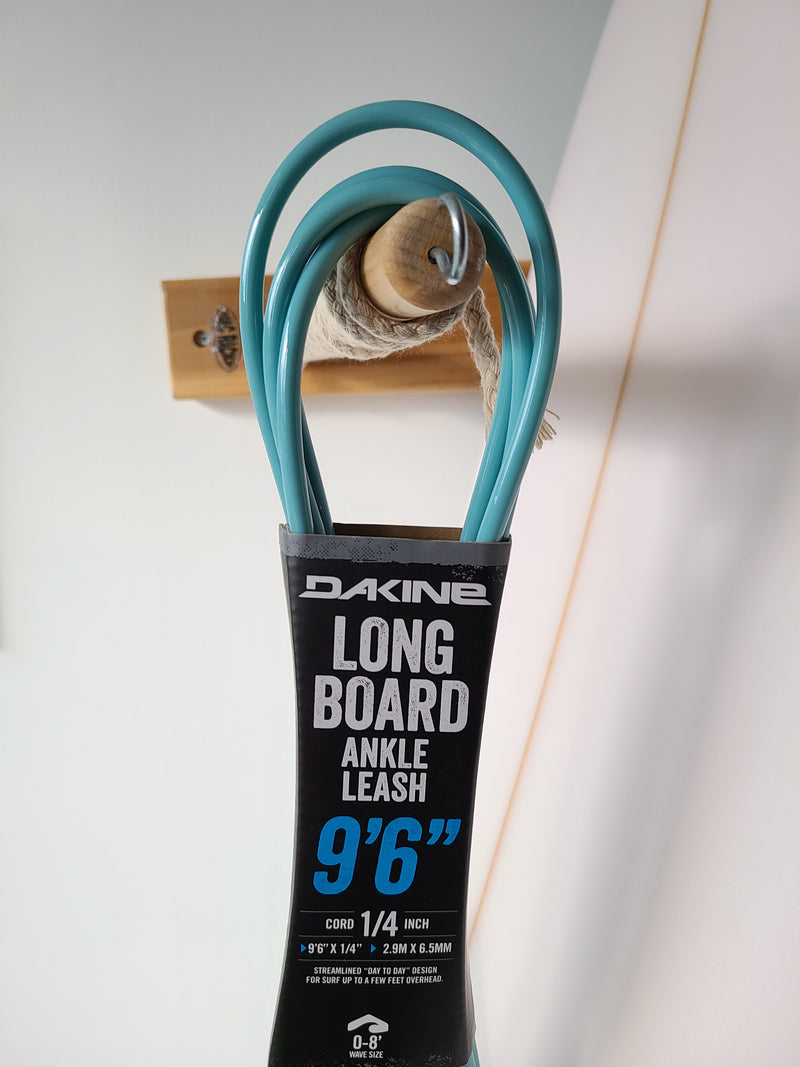 DAKINE
LONG
BOARD
ANKLE
LEASH
9'6"
CORD 1/4 INCH
9'6" X 1/4" 2.9M X 6.5MM
STREAMLINED "DAY TO DAY" DESIGN
FOR SURF UP TO A FEW FEET OVERHEAD.
0-8'
WAVE SIZE